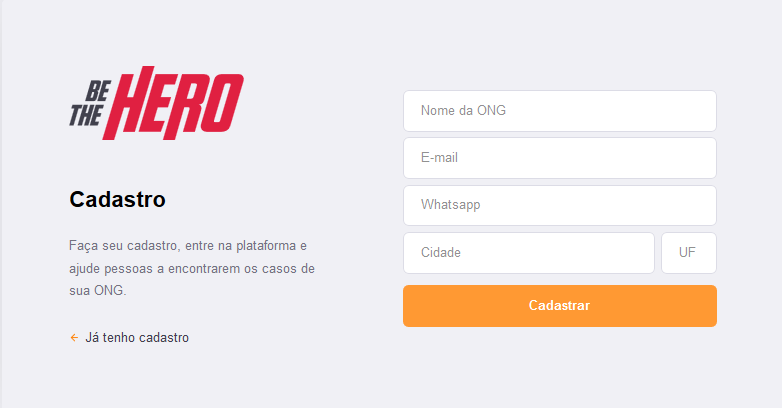 BE
THE HERO
Cadastro
Faça seu cadastro, entre na plataforma e
ajude pessoas a encontrarem os casos de
sua ONG.
← Já tenho cadastro
Nome da ONG
E-mail
Whatsapp
Cidade
UF
Cadastrar